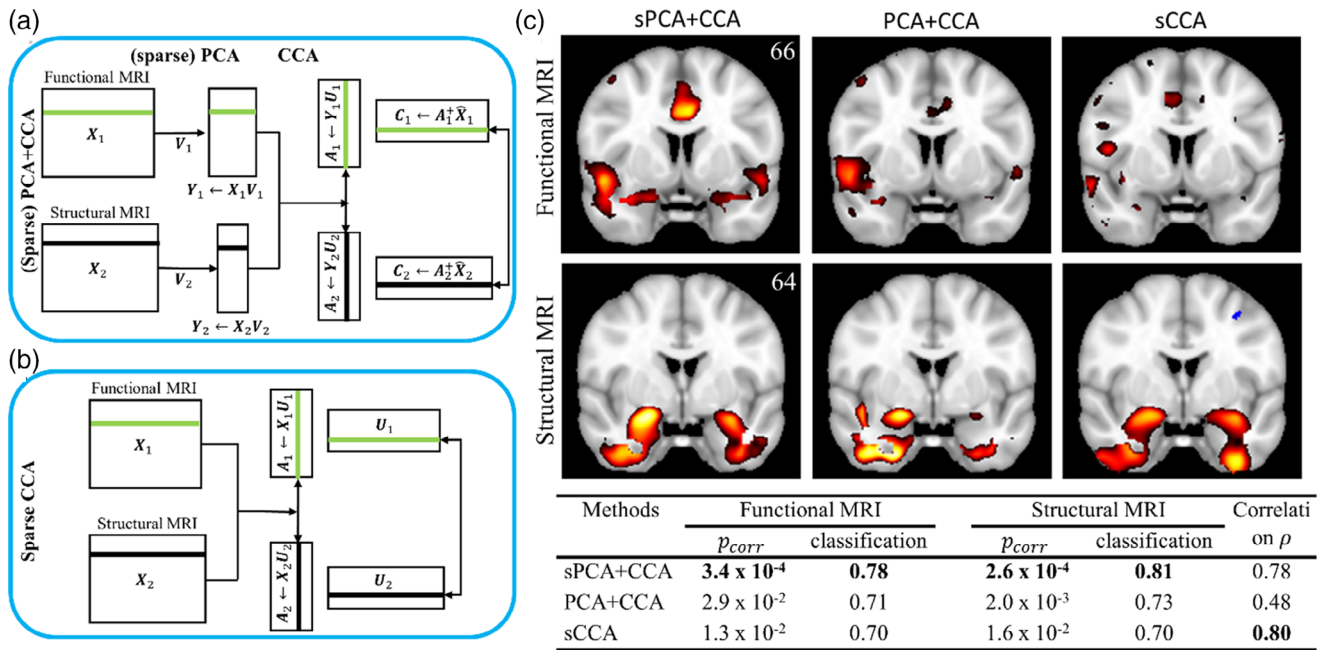 (a)
(sparse) PCA CCA
(Sparse) PCA+CCA
Functional MRI
X₁
V₁
Y₁ ← X₁V₁
A₁ ← Y₁U₁
C₁ ← A₁⁺X̂₁
Structural MRI
X₂
V₂
Y₂ ← X₂V₂
A₂ ← Y₂U₂
C₂ ← A₂⁺X̂₂
(b)
Sparse CCA
Functional MRI
X₁
A₁ ← X₁U₁
U₁
Structural MRI
X₂
A₂ ← X₂U₂
U₂
(c)
sPCA+CCA PCA+CCA sCCA
Functional MRI
66
Structural MRI
64
Methods Functional MRI Structural MRI Correlati
p_corr classification p_corr classification on ρ
sPCA+CCA 3.4 x 10⁻⁴ 0.78 2.6 x 10⁻⁴ 0.81 0.78
PCA+CCA 2.9 x 10⁻² 0.71 2.0 x 10⁻³ 0.73 0.48
sCCA 1.3 x 10⁻² 0.70 1.6 x 10⁻² 0.70 0.80